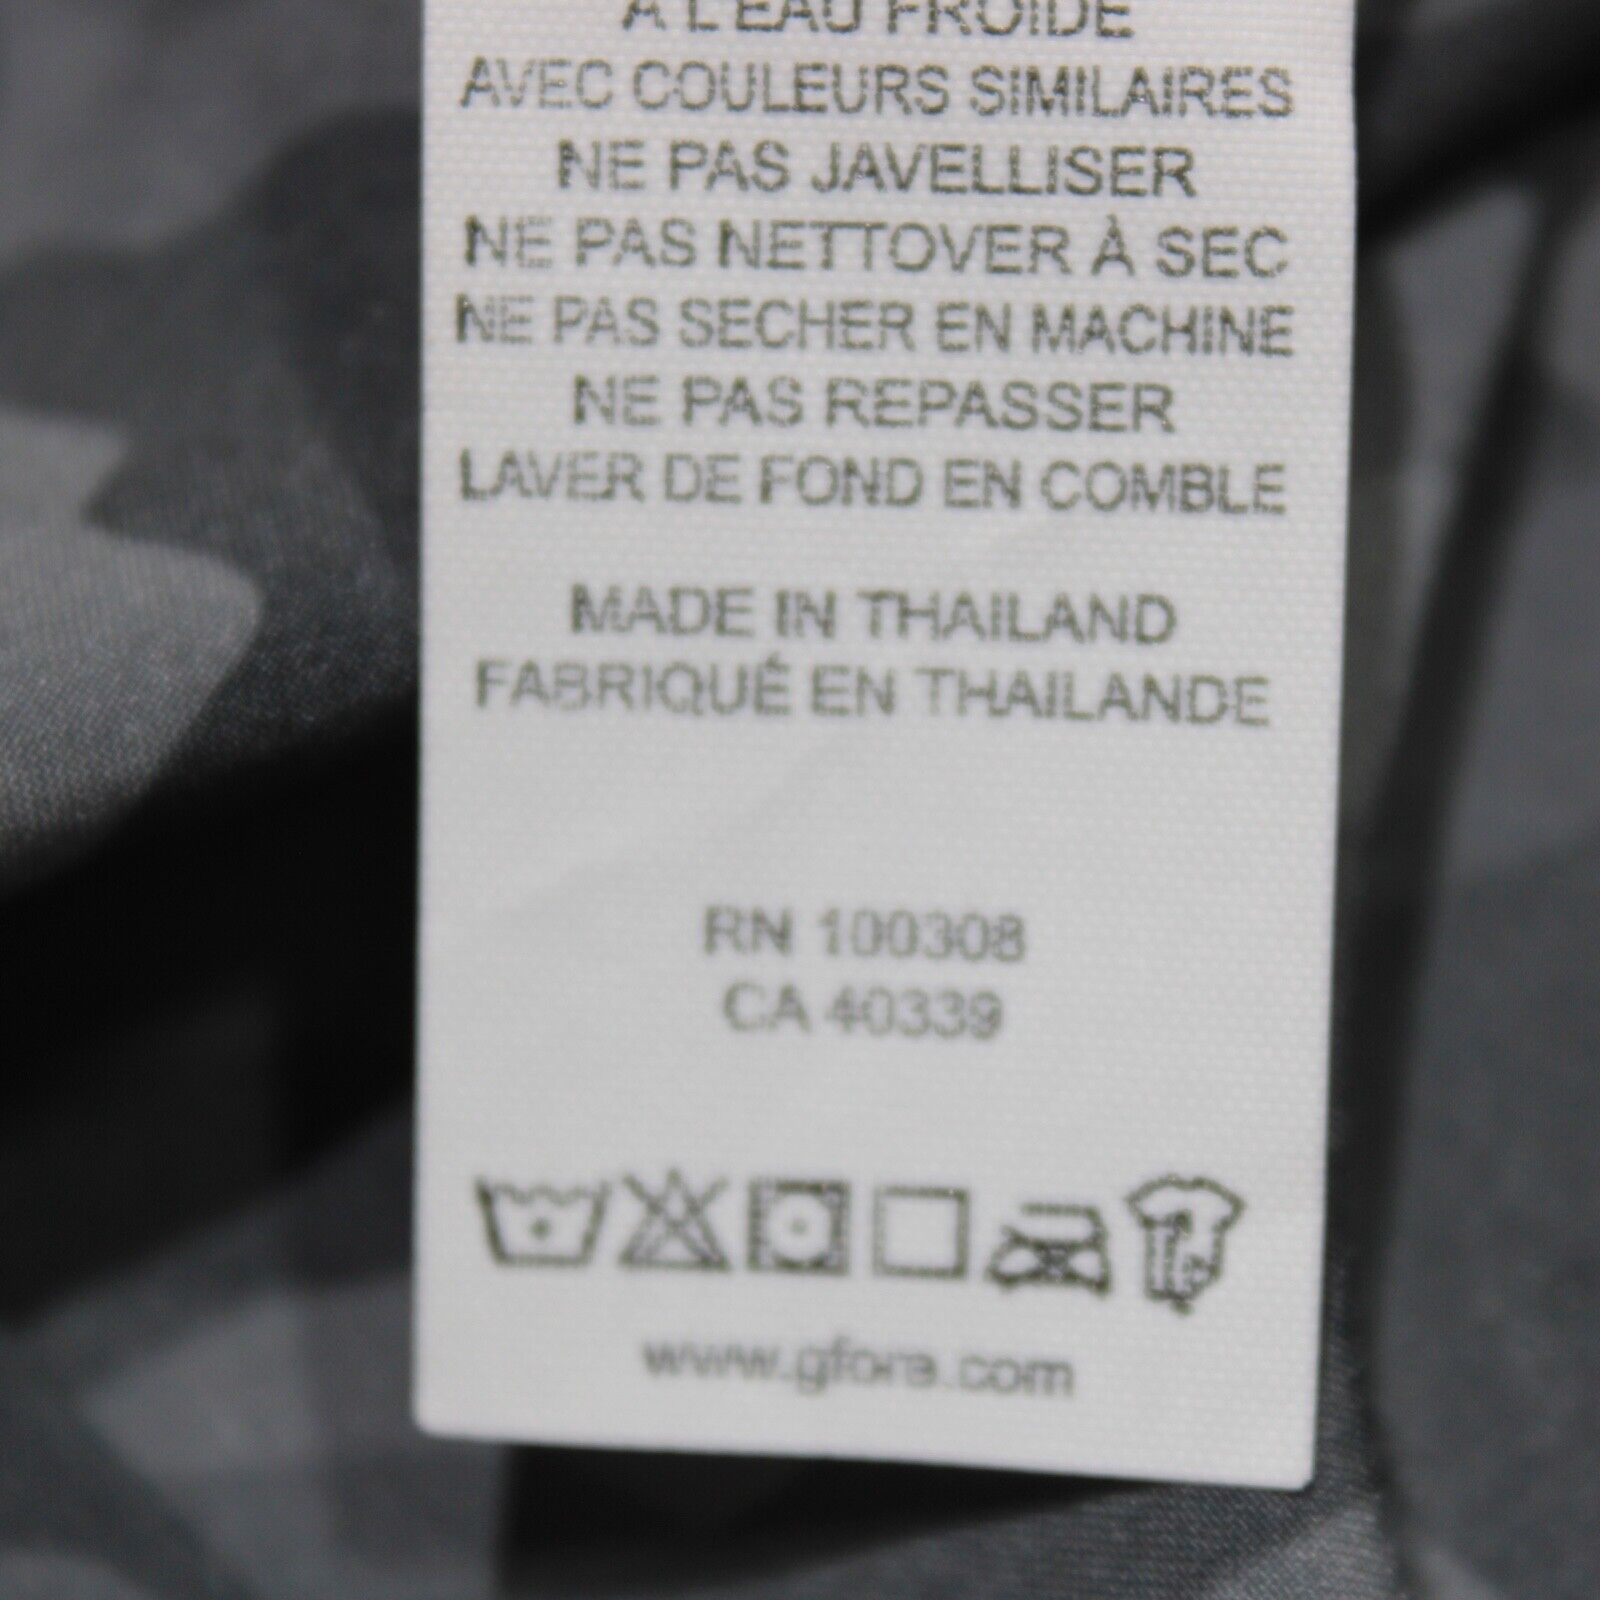 À L'EAU FROIDE
AVEC COULEURS SIMILAIRES
NE PAS JAVELLISER
NE PAS NETTOVER À SEC
NE PAS SECHER EN MACHINE
NE PAS REPASSER
LAVER DE FOND EN COMBLE
MADE IN THAILAND
FABRIQUÉ EN THAILANDE
RN 100308
CA 40339
www.gfore.com